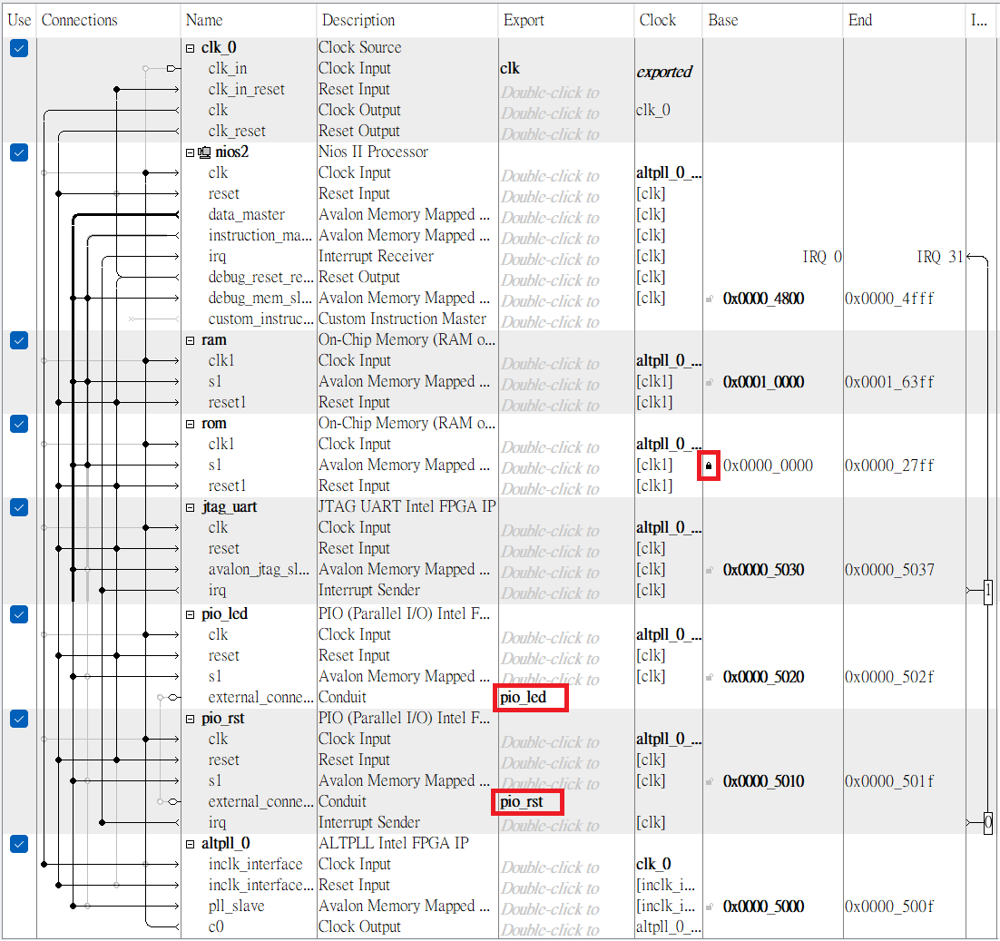 Use Connections Name Description Export Clock Base End I...
clk_0 Clock Source
clk_in Clock Input clk exported
clk_in_reset Reset Input Double-click to
clk Clock Output Double-click to clk_0
clk_reset Reset Output Double-click to
nios2 Nios II Processor
clk Clock Input Double-click to altpll_0_...
reset Reset Input Double-click to [clk]
data_master Avalon Memory Mapped ... Double-click to [clk]
instruction_ma... Avalon Memory Mapped ... Double-click to [clk]
irq Interrupt Receiver Double-click to [clk] IRQ 0 IRQ 31
debug_reset_re... Reset Output Double-click to [clk]
debug_mem_sl... Avalon Memory Mapped ... Double-click to [clk] 0x0000_4800 0x0000_4fff
custom_instruc... Custom Instruction Master Double-click to
ram On-Chip Memory (RAM o...
clk1 Clock Input Double-click to altpll_0_...
s1 Avalon Memory Mapped ... Double-click to [clk1] 0x0001_0000 0x0001_63ff
reset1 Reset Input Double-click to [clk1]
rom On-Chip Memory (RAM o...
clk1 Clock Input Double-click to altpll_0_...
s1 Avalon Memory Mapped ... Double-click to [clk1] 0x0000_0000 0x0000_27ff
reset1 Reset Input Double-click to [clk1]
jtag_uart JTAG UART Intel FPGA IP
clk Clock Input Double-click to altpll_0_...
reset Reset Input Double-click to [clk]
avalon_jtag_sl... Avalon Memory Mapped ... Double-click to [clk] 0x0000_5030 0x0000_5037
irq Interrupt Sender Double-click to [clk] 1
pio_led PIO (Parallel I/O) Intel F...
clk Clock Input Double-click to altpll_0_...
reset Reset Input Double-click to [clk]
s1 Avalon Memory Mapped ... Double-click to [clk] 0x0000_5020 0x0000_502f
external_conne... Conduit pio_led
pio_rst PIO (Parallel I/O) Intel F...
clk Clock Input Double-click to altpll_0_...
reset Reset Input Double-click to [clk]
s1 Avalon Memory Mapped ... Double-click to [clk] 0x0000_5010 0x0000_501f
external_conne... Conduit pio_rst
irq Interrupt Sender Double-click to [clk] 0
altpll_0 ALTPLL Intel FPGA IP
inclk_interface Clock Input Double-click to clk_0
inclk_interface... Reset Input Double-click to [inclk_i...
pll_slave Avalon Memory Mapped ... Double-click to [inclk_i... 0x0000_5000 0x0000_500f
c0 Clock Output Double-click to altpll_0_...